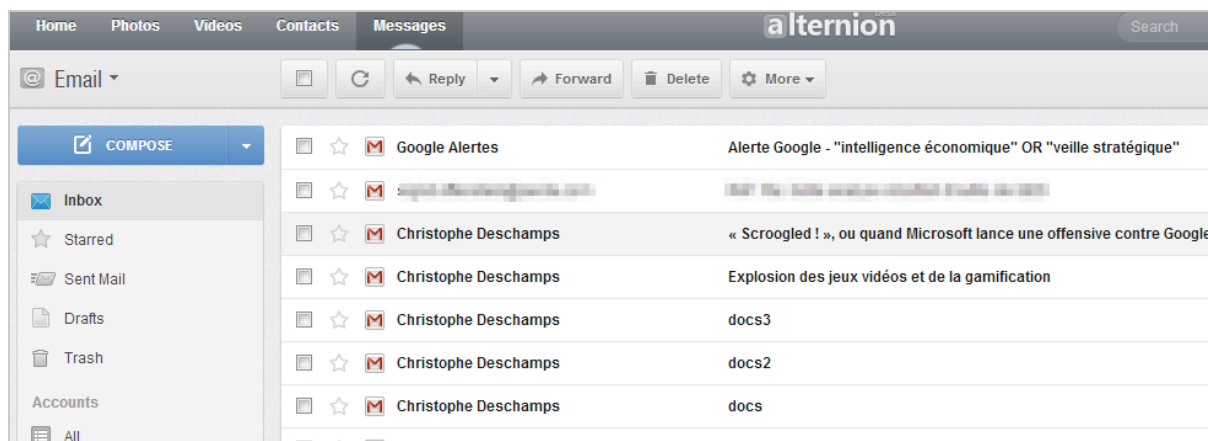 Home Photos Videos Contacts Messages alternion beta Search
Email Reply Forward Delete More
COMPOSE
Google Alertes Alerte Google - "intelligence économique" OR "veille stratégique"
Inbox
Christophe Deschamps « Scroogled ! », ou quand Microsoft lance une offensive contre Google
Starred
Christophe Deschamps Explosion des jeux vidéos et de la gamification
Sent Mail
Christophe Deschamps docs3
Drafts
Christophe Deschamps docs2
Trash
Christophe Deschamps docs
Accounts
All